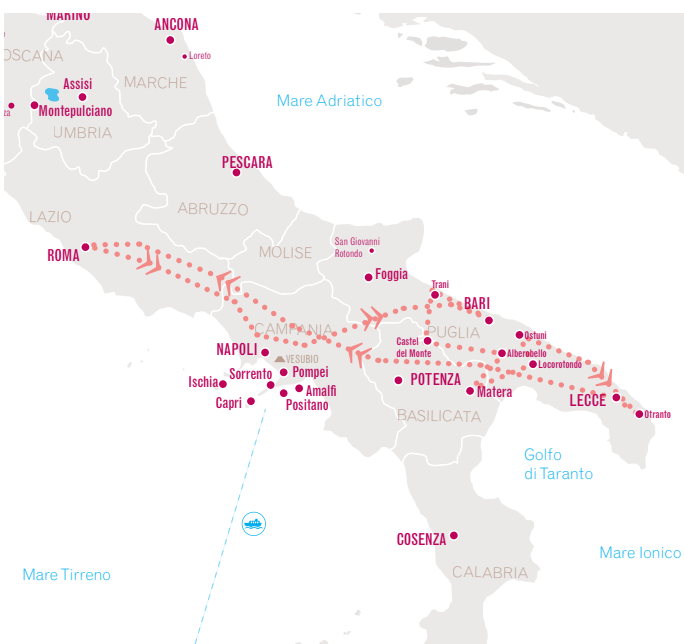 MARINO
ANCONA
Loreto
OSCANA
MARCHE
Assisi
Montepulciano
za
UMBRIA
Mare Adriatico
PESCARA
LAZIO
ABRUZZO
ROMA
MOLISE
San Giovanni
Rotondo
Foggia
Trani
BARI
CAMPANIA
PUGLIA
Ostuni
NAPOLI
VESUBIO
Castel
del Monte
Alberobello
Locorotondo
Pompei
Sorrento
Ischia
POTENZA
Amalfi
Matera
Capri
Positano
LECCE
Otranto
BASILICATA
Golfo
di Taranto
COSENZA
Mare Ionico
Mare Tirreno
CALABRIA